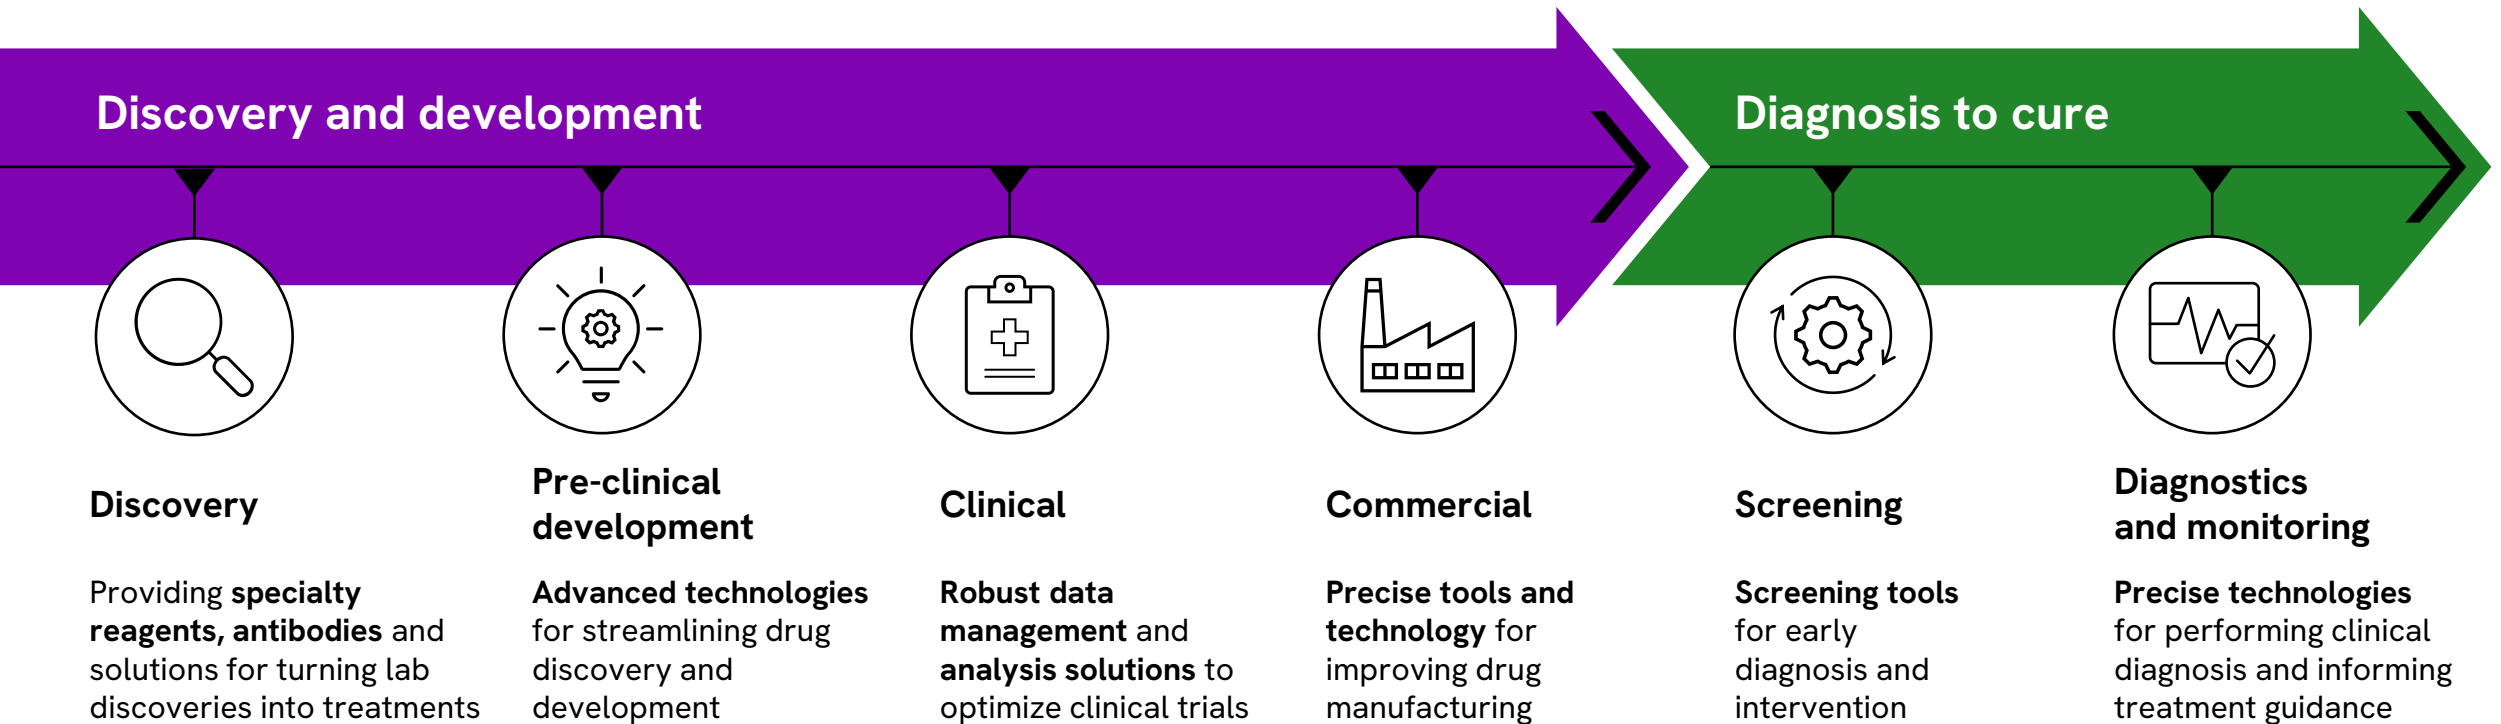 Discovery and development
Diagnosis to cure
Discovery
Providing specialty
reagents, antibodies and
solutions for turning lab
discoveries into treatments
Pre-clinical
development
Advanced technologies
for streamlining drug
discovery and
development
Clinical
Robust data
management and
analysis solutions to
optimize clinical trials
Commercial
Precise tools and
technology for
improving drug
manufacturing
Screening
Screening tools
for early
diagnosis and
intervention
Diagnostics
and monitoring
Precise technologies
for performing clinical
diagnosis and informing
treatment guidance